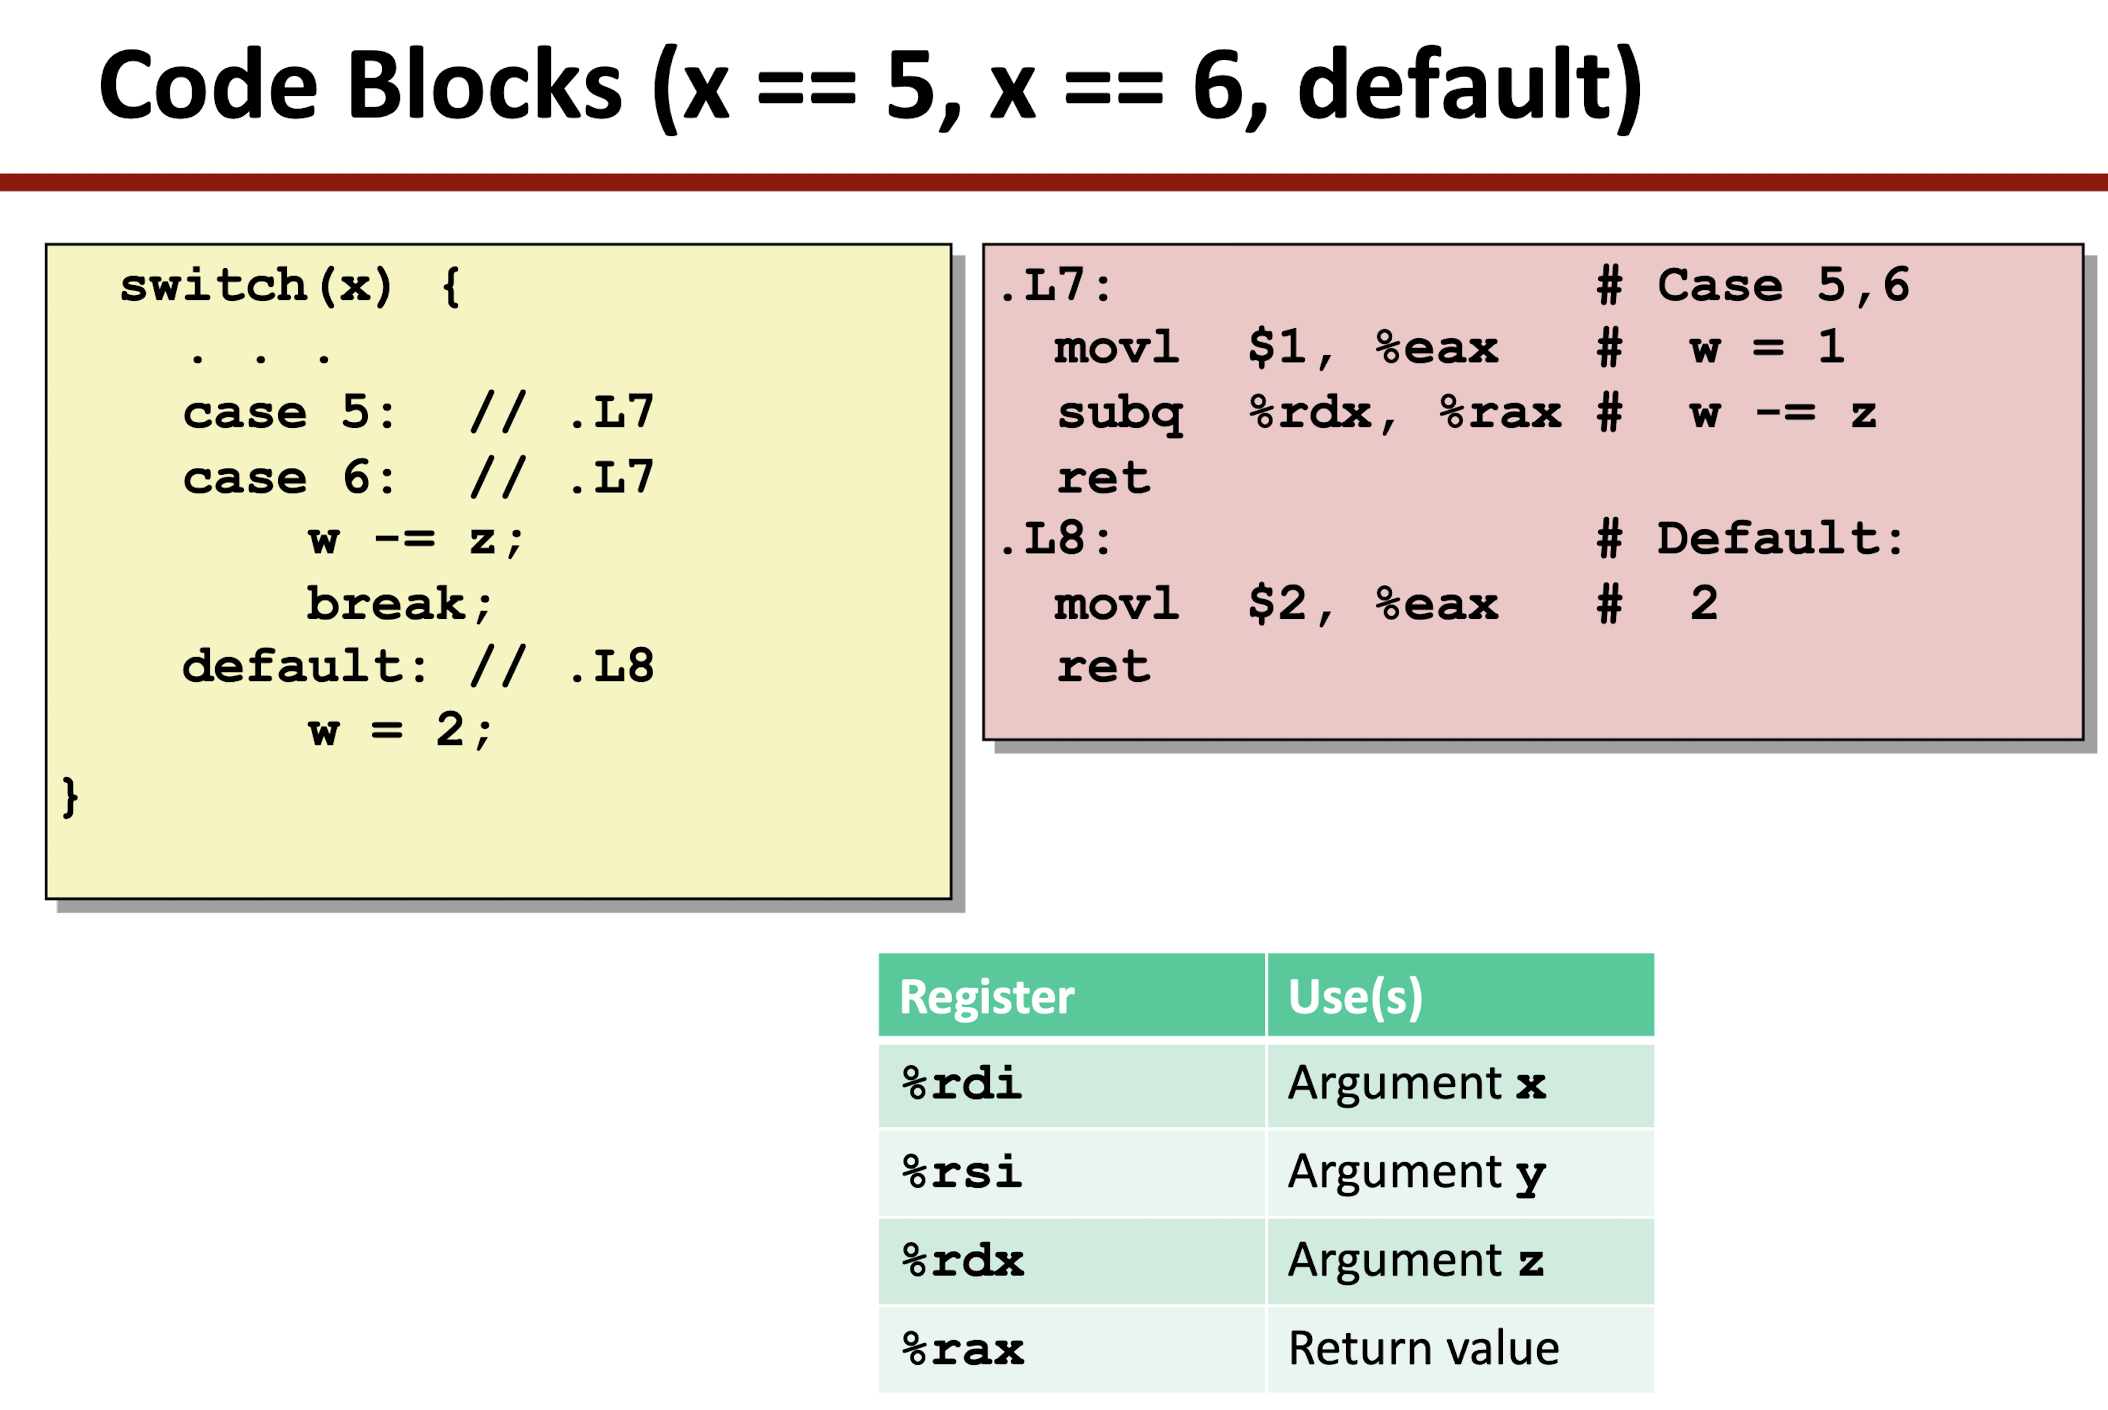 Code Blocks (x == 5, x == 6, default)
switch(x) {
. . .
case 5:  // .L7
case 6:  // .L7
w -= z;
break;
default: // .L8
w = 2;
}
.L7:               # Case 5,6
movl  $1, %eax   #  w = 1
subq  %rdx, %rax #  w -= z
ret
.L8:               # Default:
movl  $2, %eax   #  2
ret
Register Use(s)
%rdi Argument x
%rsi Argument y
%rdx Argument z
%rax Return value